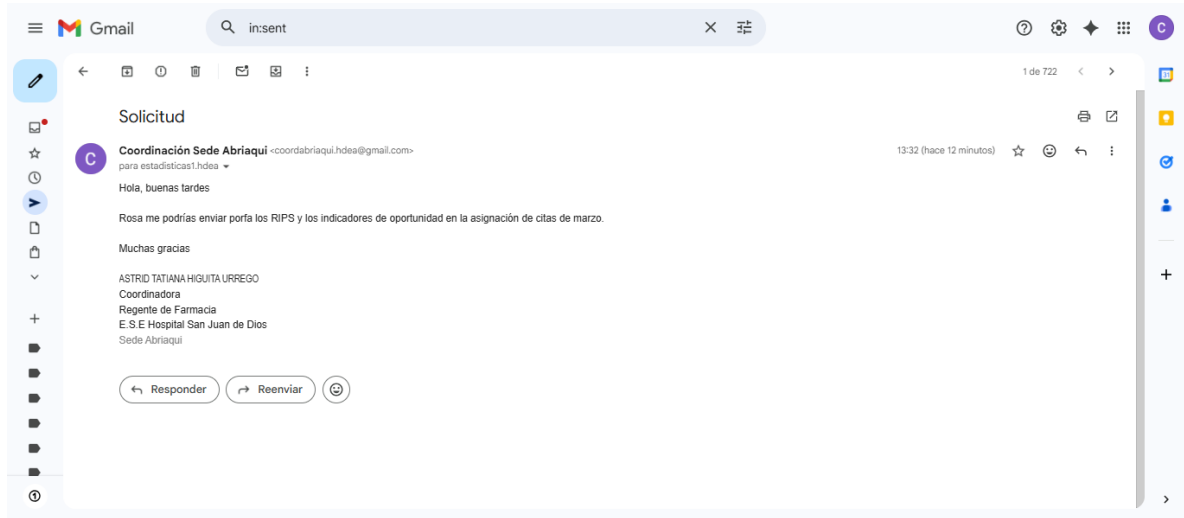 Gmail
in:sent
C
1 de 722
31
Solicitud
C
Coordinación Sede Abriaqui <coordabriaqui.hdea@gmail.com>
13:32 (hace 12 minutos)
para estadisticas1.hdea
Hola, buenas tardes
Rosa me podrías enviar porfa los RIPS y los indicadores de oportunidad en la asignación de citas de marzo.
Muchas gracias
ASTRID TATIANA HIGUITA URREGO
Coordinadora
Regente de Farmacia
E.S.E Hospital San Juan de Dios
Sede Abriaqui
Responder
Reenviar